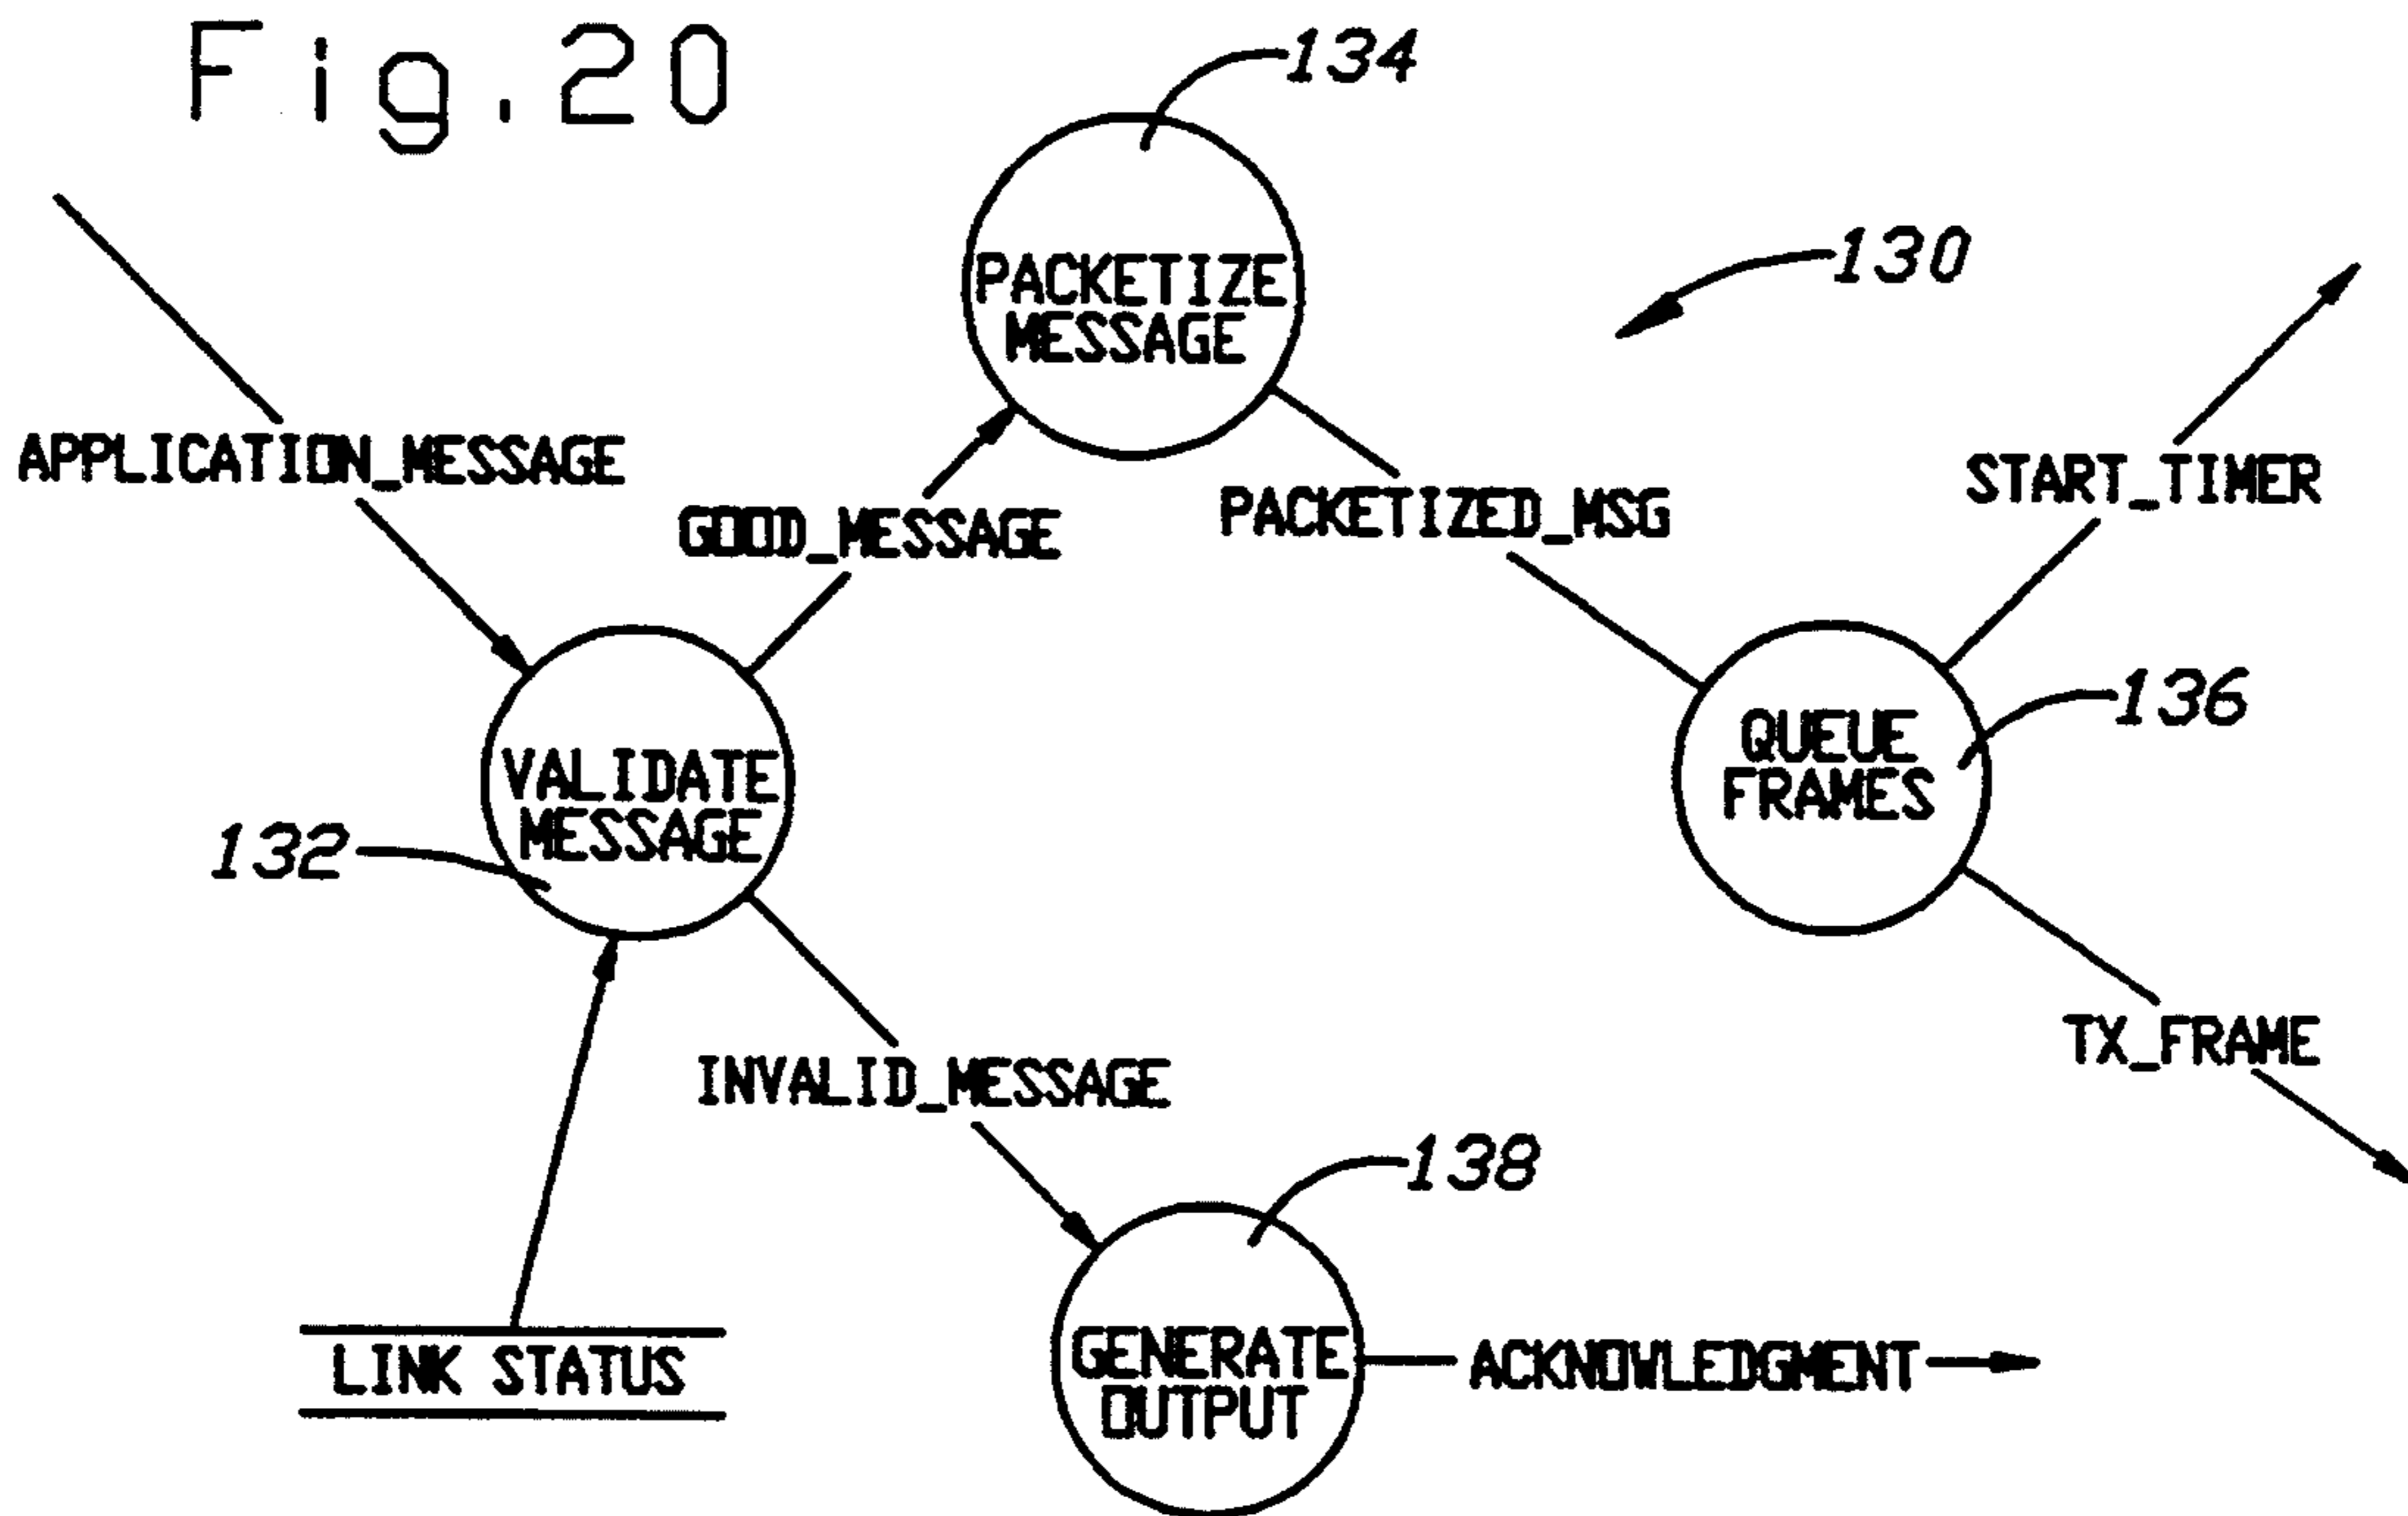 Fig.20
134
PACKETIZE
MESSAGE
130
APPLICATION_MESSAGE
GOOD_MESSAGE
PACKETIZED_MSG
START_TIMER
VALIDATE
MESSAGE
132
QUEUE
FRAMES
136
INVALID_MESSAGE
TX_FRAME
138
LINK STATUS
GENERATE
OUTPUT
ACKNOWLEDGMENT